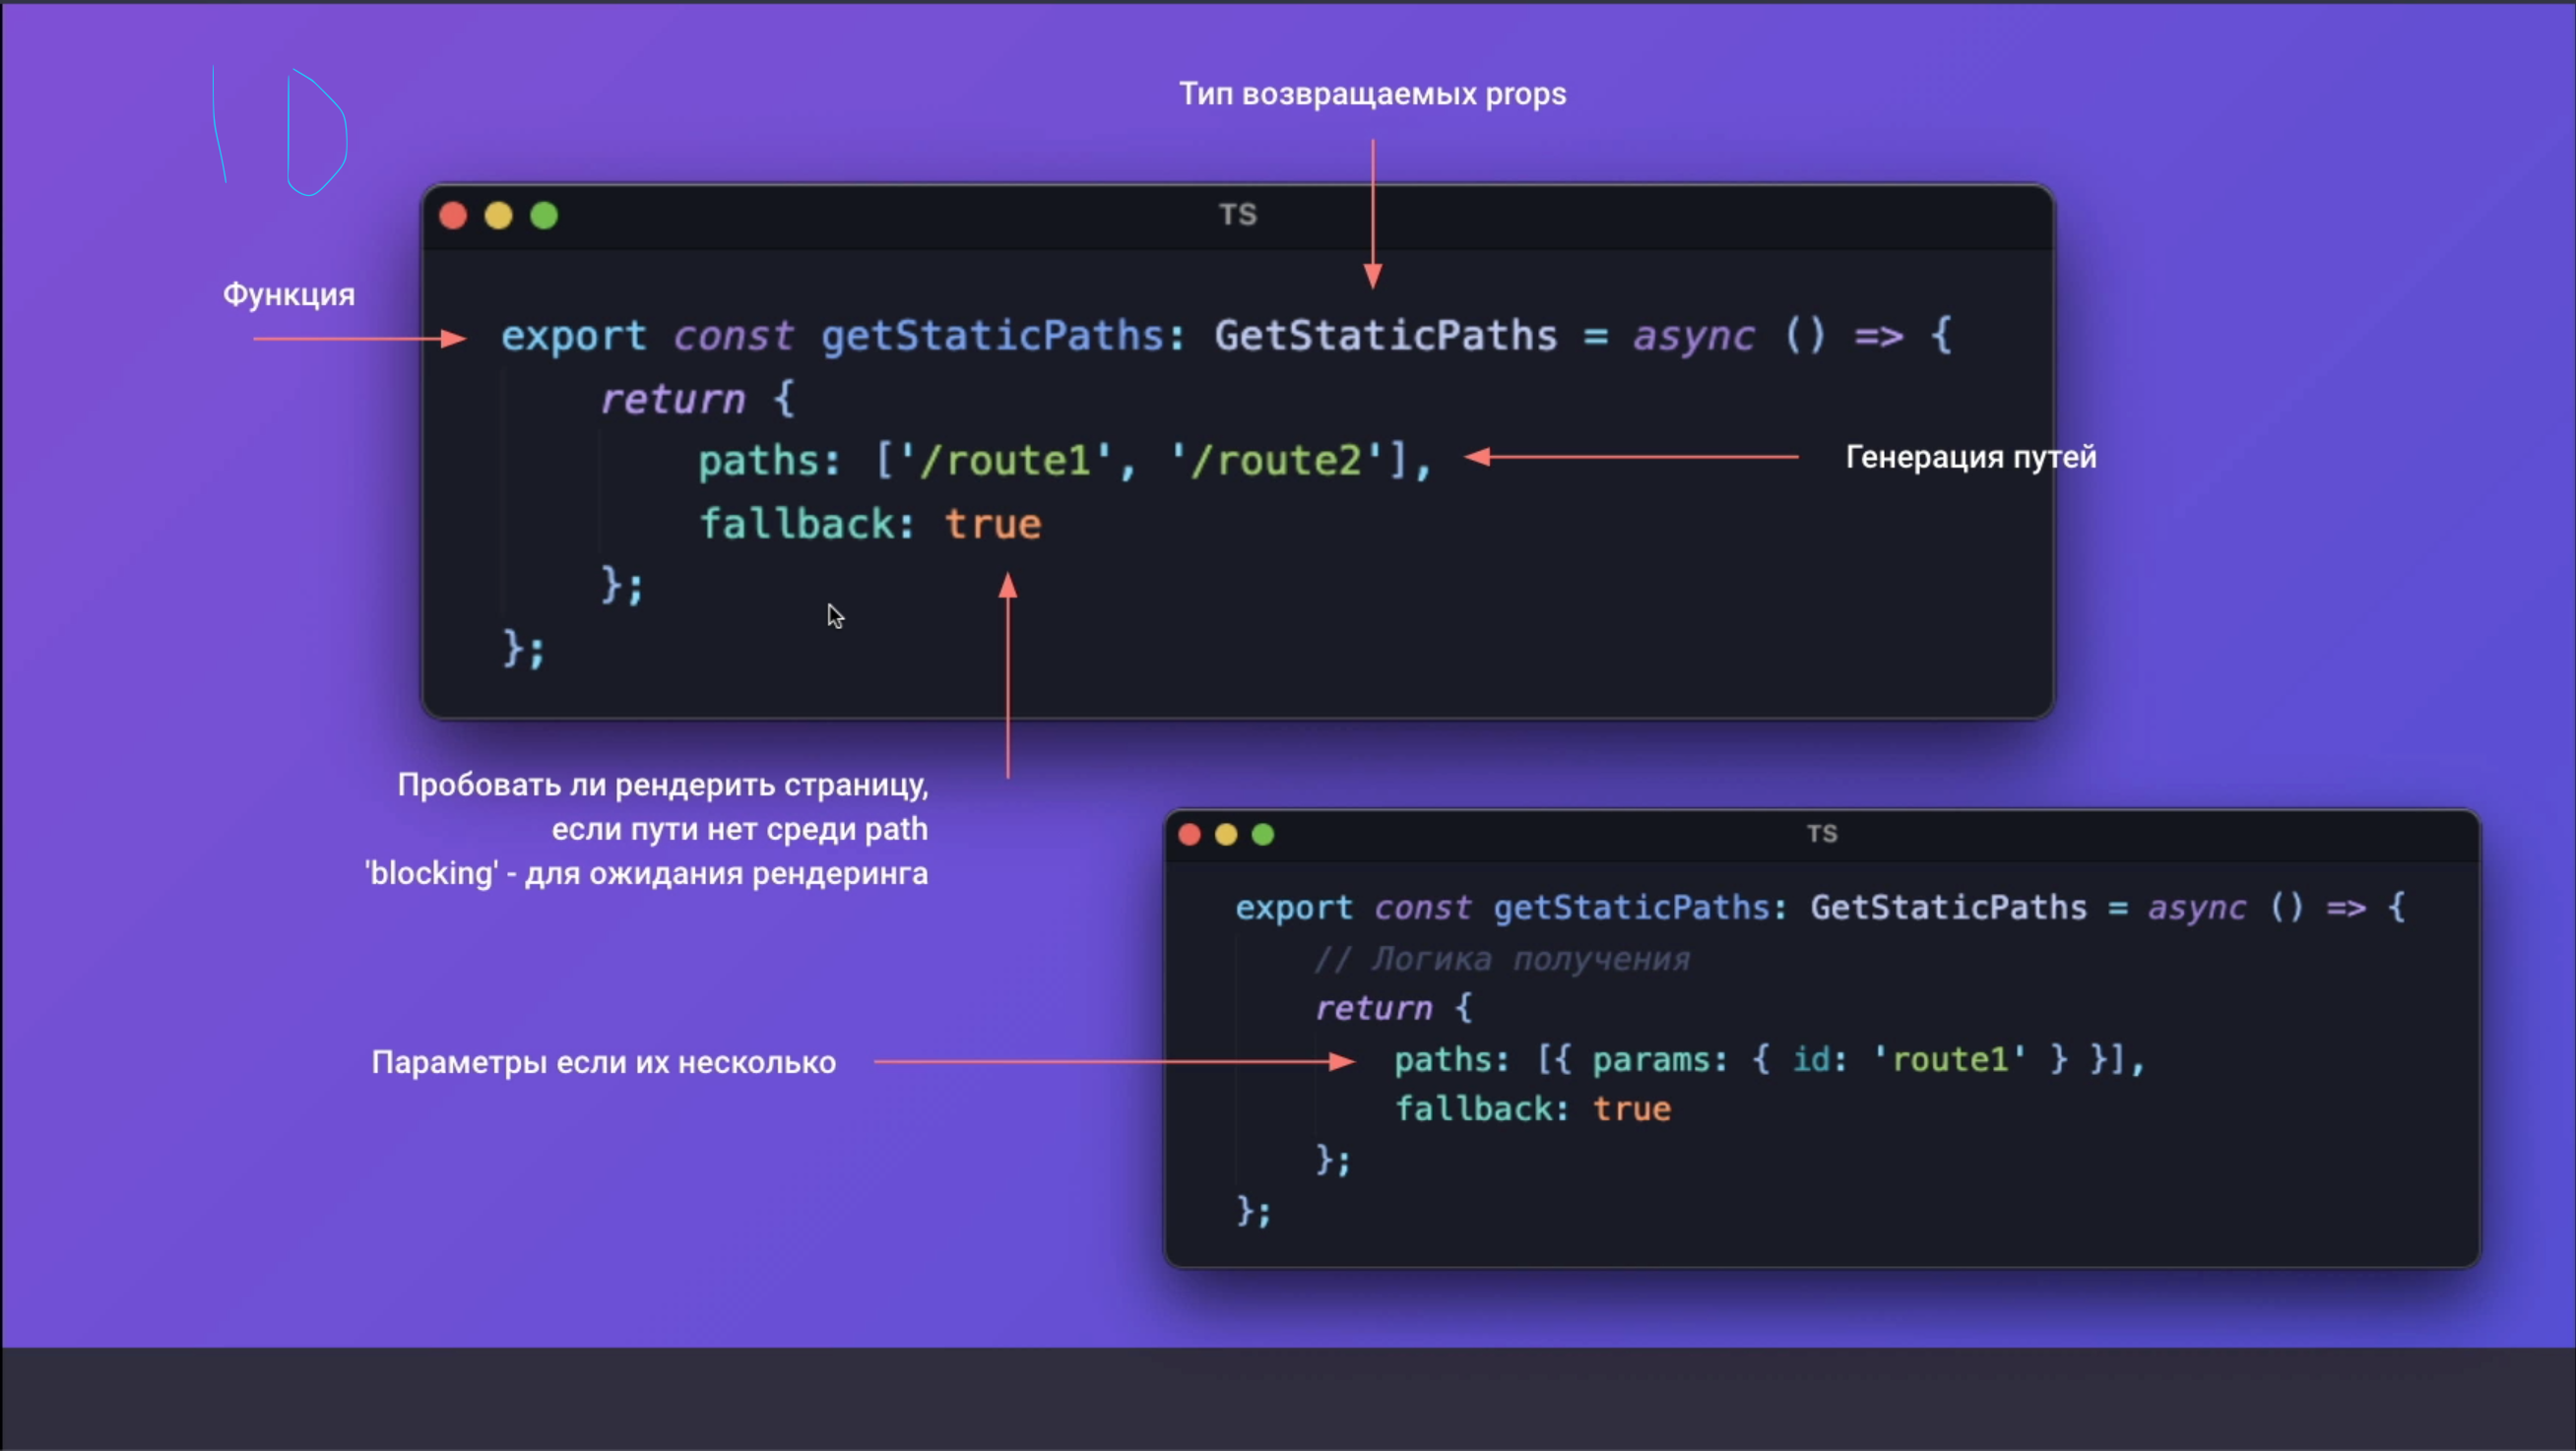 ID
Тип возвращаемых props
TS
Функция
export const getStaticPaths: GetStaticPaths = async () => {
return {
paths: ['/route1', '/route2'],
Генерация путей
fallback: true
};
};
Пробовать ли рендерить страницу,
если пути нет среди path
'blocking' - для ожидания рендеринга
TS
export const getStaticPaths: GetStaticPaths = async () => {
// Логика получения
return {
Параметры если их несколько
paths: [{ params: { id: 'route1' } }],
fallback: true
};
};